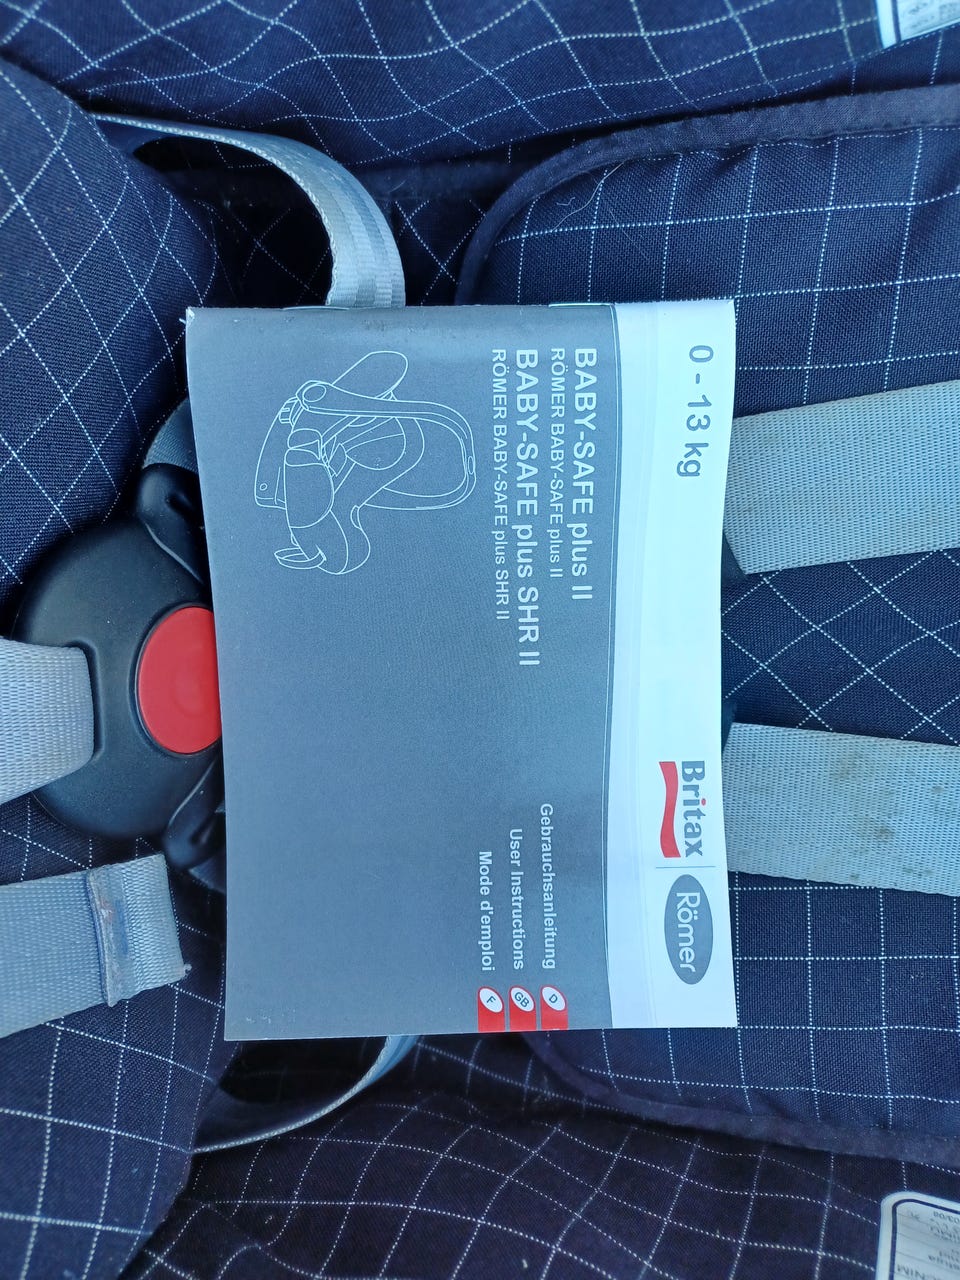 0 - 13 kg
Britax
Römer
BABY-SAFE plus II
RÖMER BABY-SAFE plus II
BABY-SAFE plus SHR II
RÖMER BABY-SAFE plus SHR II
Gebrauchsanleitung D
User Instructions GB
Mode d'emploi F